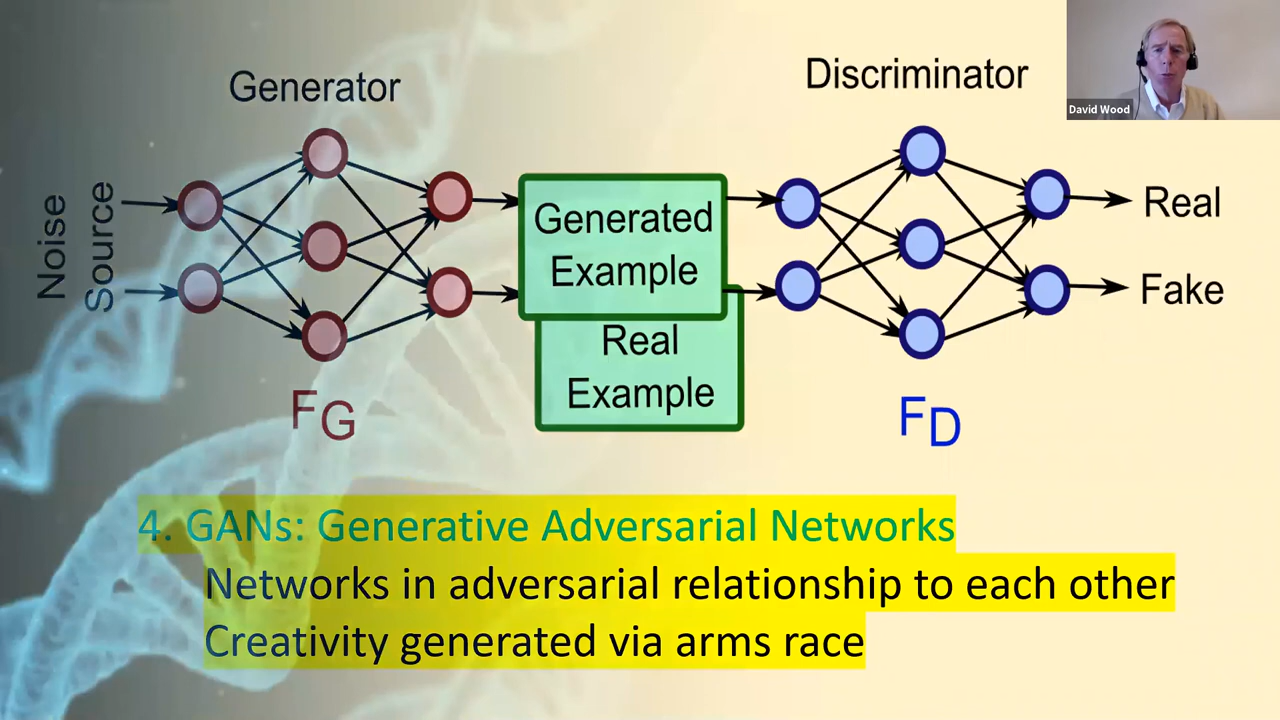 Generator
Discriminator
David Wood
Noise
Source
Generated
Example
Real
Example
Real
Fake
FG
FD
4. GANs: Generative Adversarial Networks
Networks in adversarial relationship to each other
Creativity generated via arms race